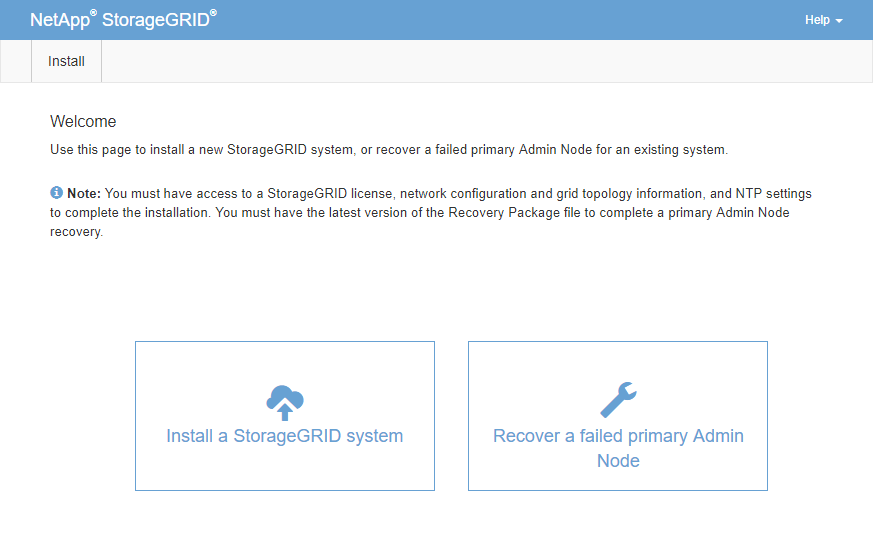 NetApp® StorageGRID®
Help
Install
Welcome
Use this page to install a new StorageGRID system, or recover a failed primary Admin Node for an existing system.
Note: You must have access to a StorageGRID license, network configuration and grid topology information, and NTP settings
to complete the installation. You must have the latest version of the Recovery Package file to complete a primary Admin Node
recovery.
Install a StorageGRID system
Recover a failed primary Admin
Node